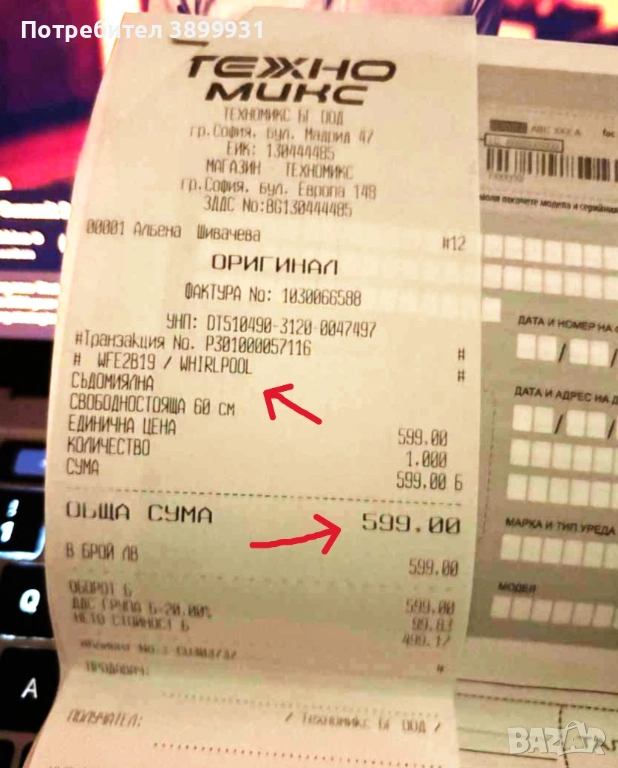 Потребител 3899931
ТЕХНО
МИКС
ТЕХНОМИКС БГ ООД
гр.София, бул. Мадрид 47
ЕИК: 130444485
МАГАЗИН - ТЕХНОМИКС
гр.София, бул. Европа 148
ЗДДС No:BG130444485
00001 Албена Шивачева #12
ОРИГИНАЛ
ФАКТУРА No: 1030066588
УНП: DT510490-3120-0047497
#Транзакция No. P301000057116 #
# WFE2B19 / WHIRLPOOL #
СЪДОМИЯЛНА
СВОБОДНОСТОЯЩА 60 СМ
ЕДИНИЧНА ЦЕНА 599.00
КОЛИЧЕСТВО 1.000
СУМА 599.00 Б
ОБЩА СУМА 599.00
В БРОЙ ЛВ 599.00
ОБОРОТ Б 599.00
ДДС ГРУПА Б-20.00% 99.83
НЕТО СТОЙНОСТ Б 499.17
#
ПРОДАВАЧ:
ПОЛУЧАТЕЛ: / Техномикс БГ ООД /
ABC XXX A
ДАТА И НОМЕР НА
ДАТА И АДРЕС НА
МАРКА И ТИП УРЕДА
МОДЕЛ
1
Q
A
BAZAR